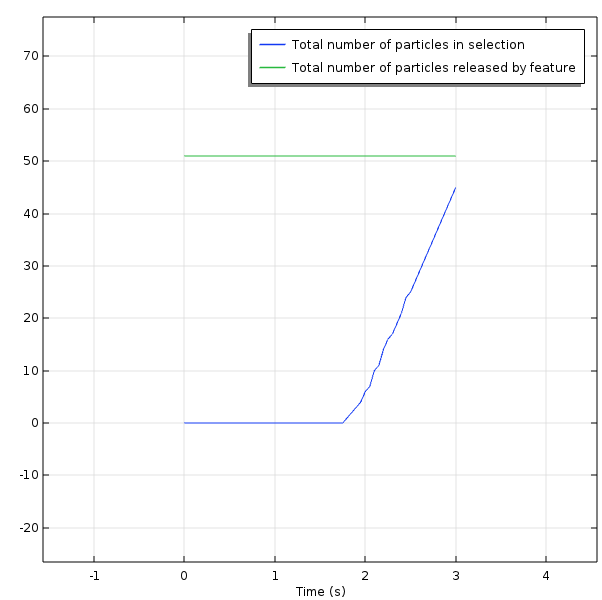 Total number of particles in selection
Total number of particles released by feature
70
60
50
40
30
20
10
0
-10
-20
-1 0 1 2 3 4
Time (s)